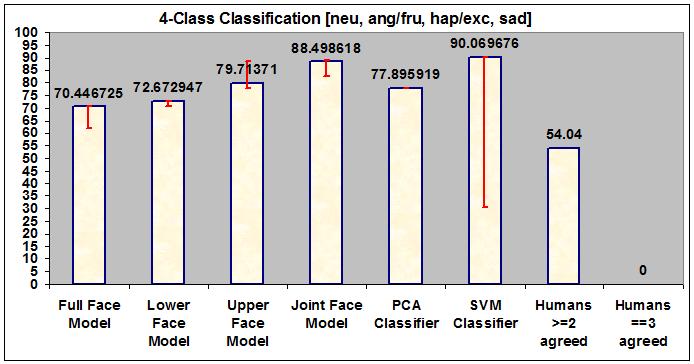 4-Class Classification [neu, ang/fru, hap/exc, sad]
100
95
90
85
80
75
70
65
60
55
50
45
40
35
30
25
20
15
10
5
0
70.446725
72.672947
79.71371
88.498618
77.895919
90.069676
54.04
0
Full Face
Model
Lower
Face
Model
Upper
Face
Model
Joint Face
Model
PCA
Classifier
SVM
Classifier
Humans
>=2
agreed
Humans
==3
agreed